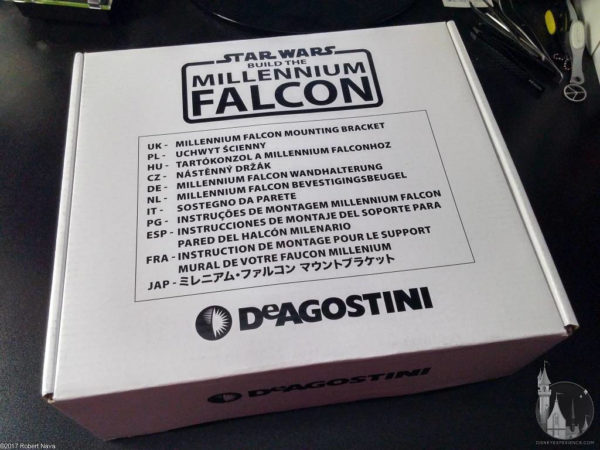 STAR WARS
BUILD THE
MILLENNIUM
FALCON
UK - MILLENNIUM FALCON MOUNTING BRACKET
PL - UCHWYT ŚCIENNY
HU - TARTÓKONZOL A MILLENNIUM FALCONHOZ
CZ - NÁSTĚNNÝ DRŽÁK
DE - MILLENNIUM FALCON WANDHALTERUNG
NL - MILLENNIUM FALCON BEVESTIGINGSBEUGEL
IT - SOSTEGNO DA PARETE
PG - INSTRUÇÕES DE MONTAGEM MILLENNIUM FALCON
ESP - INSTRUCCIONES DE MONTAJE DEL SOPORTE PARA
PARED DEL HALCÓN MILENARIO
FRA - INSTRUCTION DE MONTAGE POUR LE SUPPORT
MURAL DE VOTRE FAUCON MILLENIUM
JAP - ミレニアム・ファルコン マウントブラケット
DeAGOSTINI
DeAGOSTINI
©2017 Robert Nava
DISNEYEXPERIENCE.COM